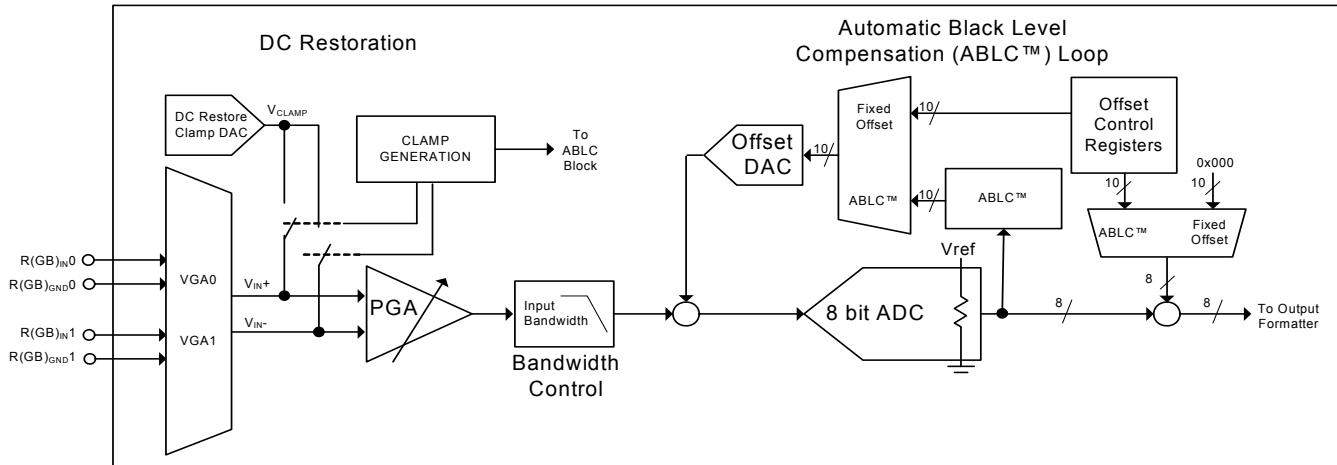 DC Restoration
Automatic Black Level
Compensation (ABLC™) Loop
DC Restore
Clamp DAC
VCLAMP
CLAMP
GENERATION
To
ABLC
Block
Offset
DAC
10
Fixed
Offset
ABLC™
10
10
ABLC™
Offset
Control
Registers
0x000
10
10
ABLC™
Fixed
Offset
8
R(GB)IN0
R(GB)GND0
R(GB)IN1
R(GB)GND1
VGA0
VGA1
VIN+
VIN-
PGA
Input
Bandwidth
Bandwidth
Control
Vref
8 bit ADC
8
8
To Output
Formatter